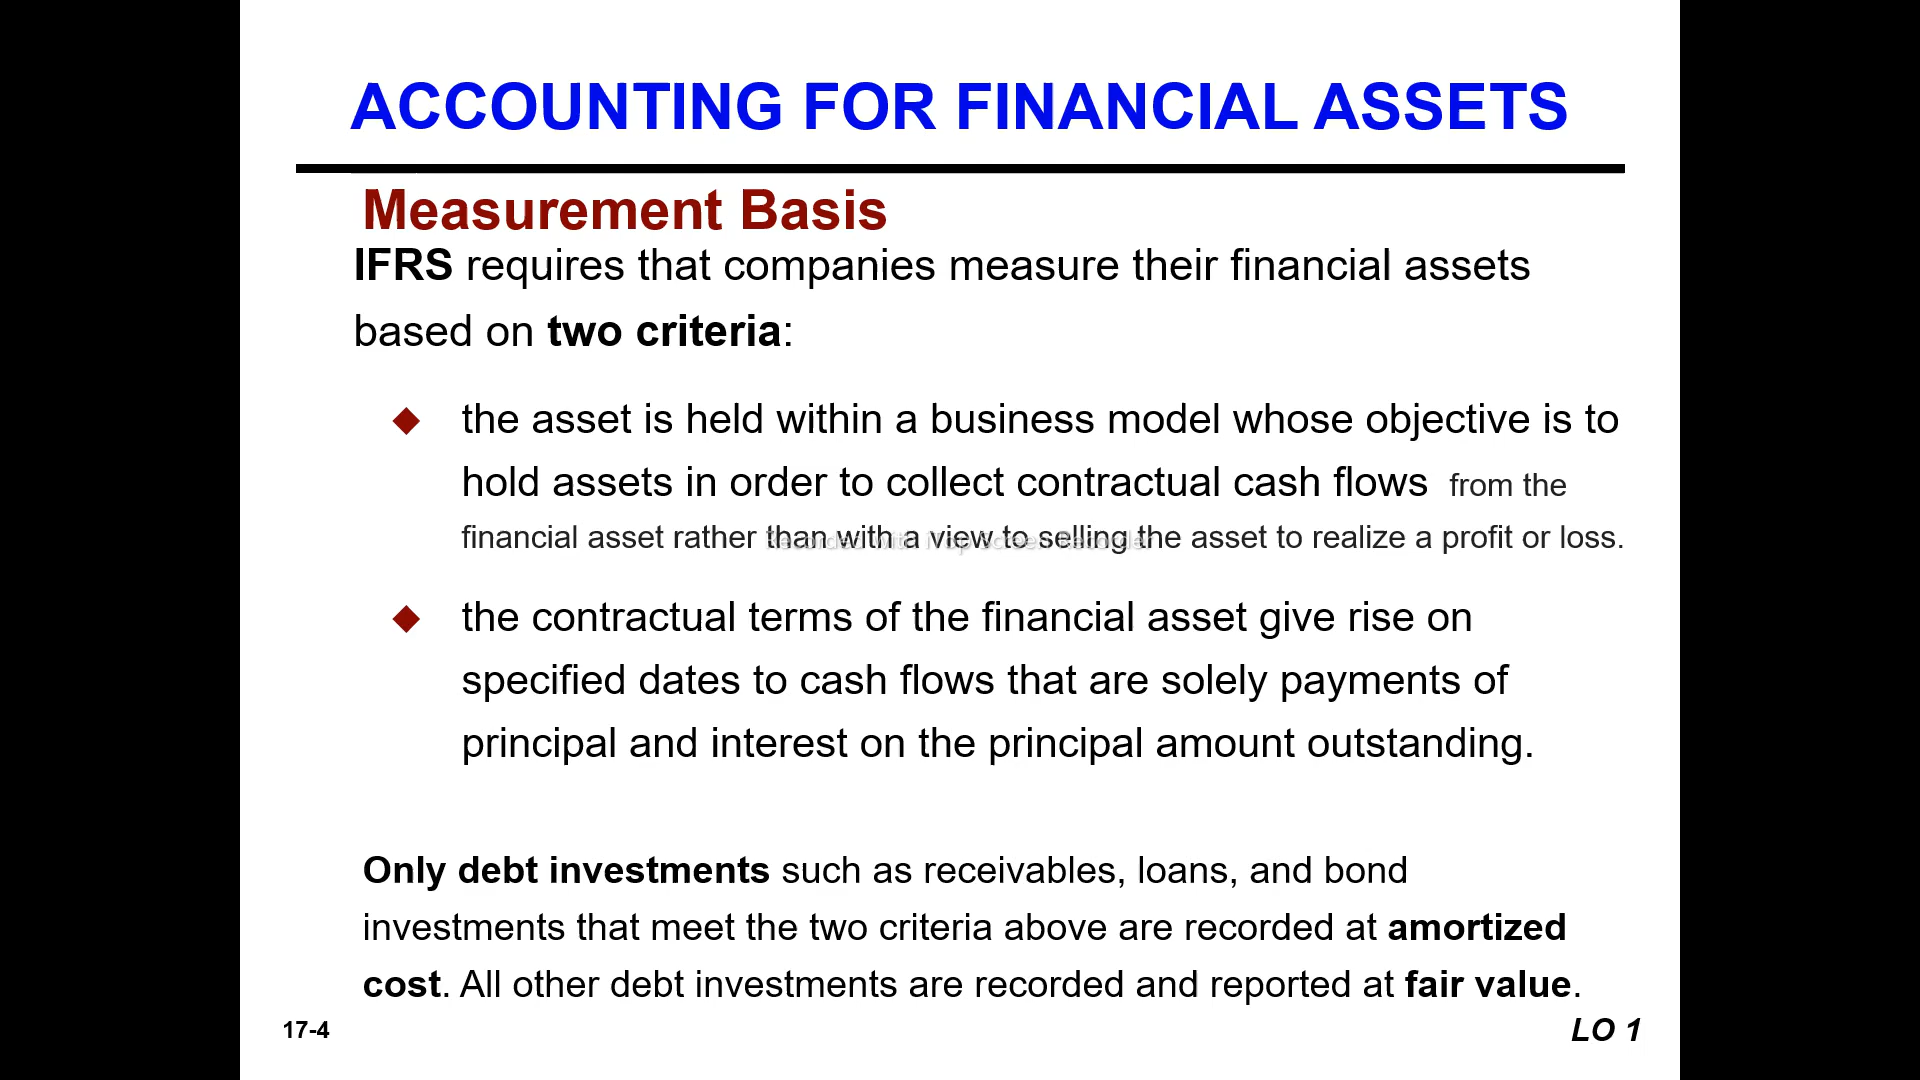 ACCOUNTING FOR FINANCIAL ASSETS
Measurement Basis
IFRS requires that companies measure their financial assets
based on two criteria:
the asset is held within a business model whose objective is to
hold assets in order to collect contractual cash flows from the
financial asset rather than with a view to selling the asset to realize a profit or loss.
Recorded with iTop Screen Recorder
the contractual terms of the financial asset give rise on
specified dates to cash flows that are solely payments of
principal and interest on the principal amount outstanding.
Only debt investments such as receivables, loans, and bond
investments that meet the two criteria above are recorded at amortized
cost. All other debt investments are recorded and reported at fair value.
17-4
LO 1